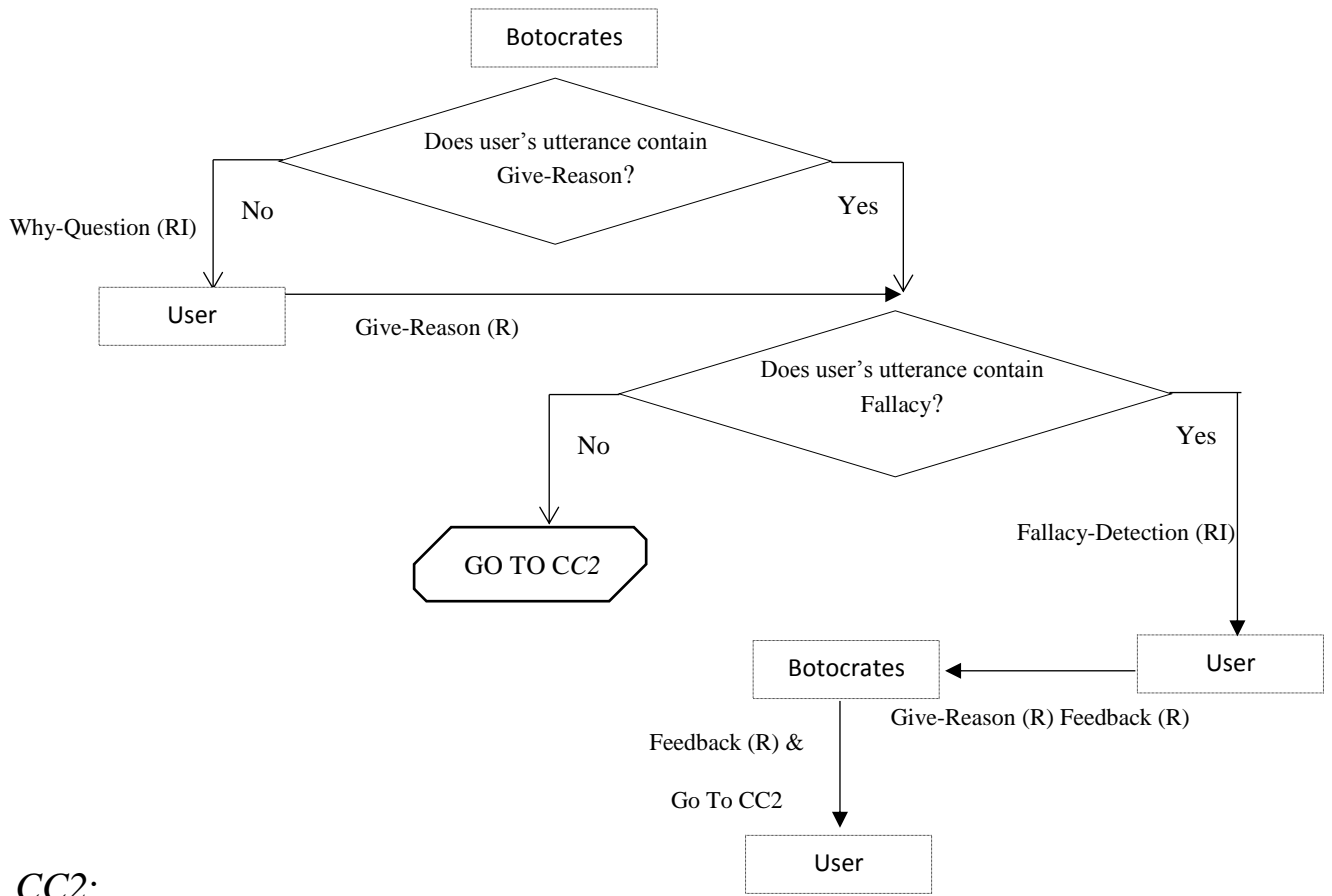 Botocrates
Does user’s utterance contain
Give-Reason?
No
Yes
Why-Question (RI)
User
Give-Reason (R)
Does user’s utterance contain
Fallacy?
No
Yes
GO TO CC2
Fallacy-Detection (RI)
User
Botocrates
Give-Reason (R) Feedback (R)
Feedback (R) &
Go To CC2
User
CC2: